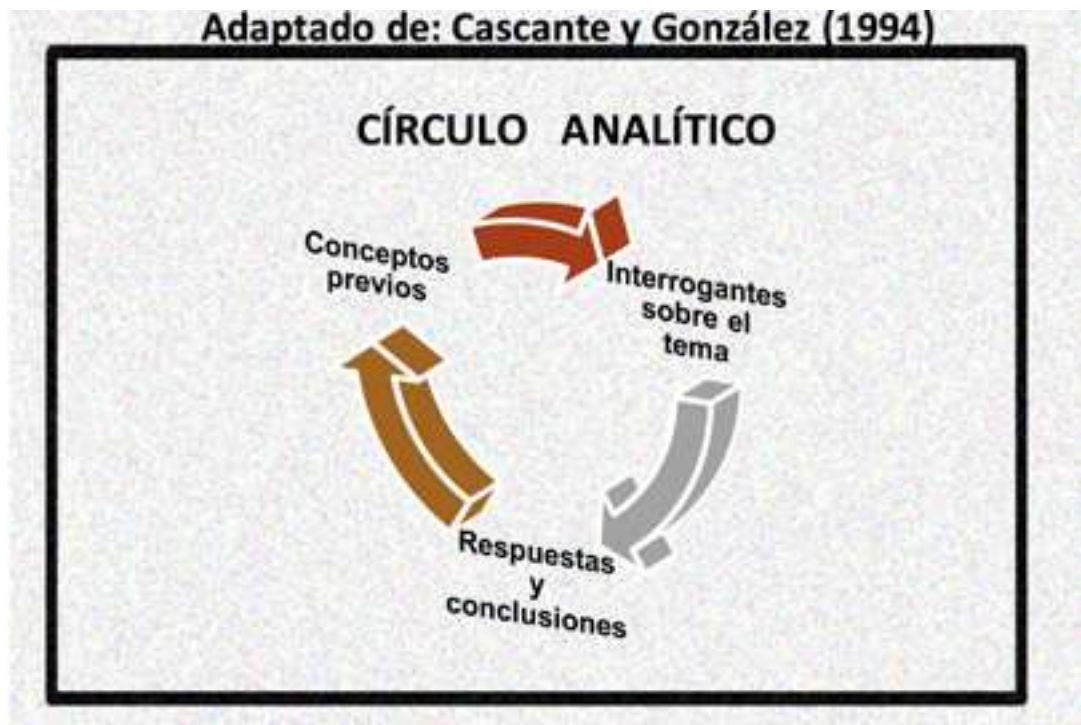 Adaptado de: Cascante y González (1994)
CÍRCULO ANALÍTICO
Conceptos
previos
Interrogantes
sobre el
tema
Respuestas
y
conclusiones